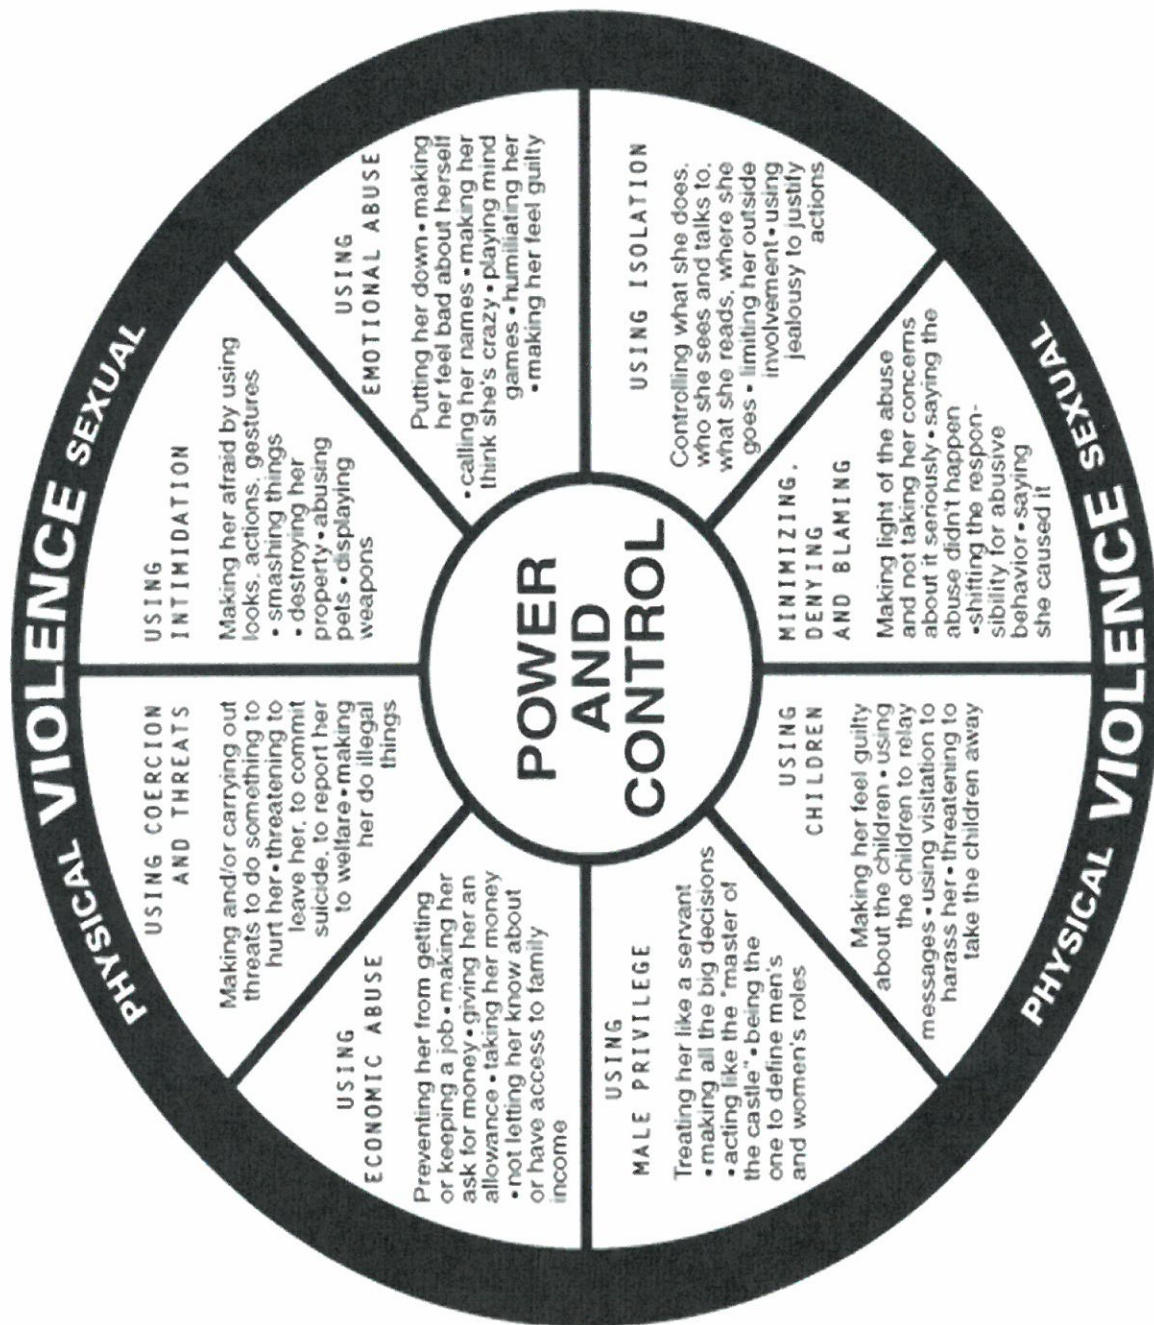 PHYSICAL VIOLENCE SEXUAL
USING COERCION
AND THREATS
Making and/or carrying out
threats to do something to
hurt her • threatening to
leave her, to commit
suicide, to report her
to welfare • making
her do illegal
things
USING
INTIMIDATION
Making her afraid by using
looks, actions, gestures
• smashing things
• destroying her
property • abusing
pets • displaying
weapons
USING
EMOTIONAL ABUSE
Putting her down • making
her feel bad about herself
• calling her names • making her
think she's crazy • playing mind
games • humiliating her
• making her feel guilty
USING ISOLATION
Controlling what she does,
who she sees and talks to,
what she reads, where she
goes • limiting her outside
involvement • using
jealousy to justify
actions
MINIMIZING,
DENYING
AND BLAMING
Making light of the abuse
and not taking her concerns
about it seriously • saying the
abuse didn't happen
• shifting the respon-
sibility for abusive
behavior • saying
she caused it
USING
CHILDREN
Making her feel guilty
about the children • using
the children to relay
messages • using visitation to
harass her • threatening to
take the children away
USING
MALE PRIVILEGE
Treating her like a servant
• making all the big decisions
• acting like the "master of
the castle" • being the
one to define men's
and women's roles
USING
ECONOMIC ABUSE
Preventing her from getting
or keeping a job • making her
ask for money • giving her an
allowance • taking her money
• not letting her know about
or have access to family
income
POWER
AND
CONTROL
PHYSICAL VIOLENCE SEXUAL